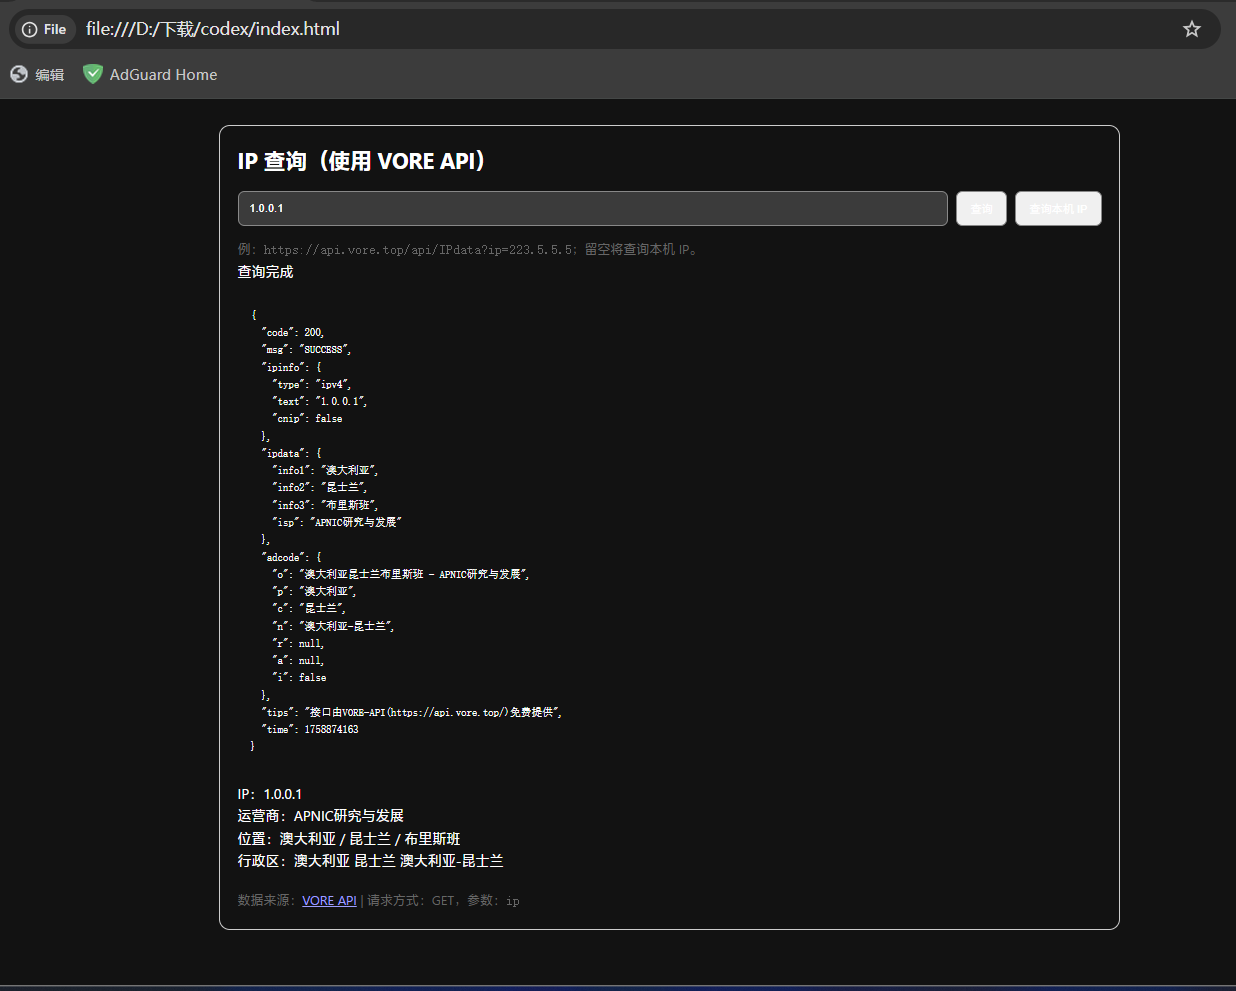 File file:///D:/下载/codex/index.html
编辑 AdGuard Home
IP 查询（使用 VORE API）
1.0.0.1 查询 查询本机 IP
例：https://api.vore.top/api/IPdata?ip=223.5.5.5；留空将查询本机 IP。
查询完成
{
"code": 200,
"msg": "SUCCESS",
"ipinfo": {
"type": "ipv4",
"text": "1.0.0.1",
"cnip": false
},
"ipdata": {
"info1": "澳大利亚",
"info2": "昆士兰",
"info3": "布里斯班",
"isp": "APNIC研究与发展"
},
"adcode": {
"o": "澳大利亚昆士兰布里斯班 - APNIC研究与发展",
"p": "澳大利亚",
"c": "昆士兰",
"n": "澳大利亚-昆士兰",
"r": null,
"a": null,
"i": false
},
"tips": "接口由VORE-API(https://api.vore.top/)免费提供",
"time": 1758874163
}
IP：1.0.0.1
运营商：APNIC研究与发展
位置：澳大利亚 / 昆士兰 / 布里斯班
行政区：澳大利亚 昆士兰 澳大利亚-昆士兰
数据来源：VORE API | 请求方式：GET，参数：ip